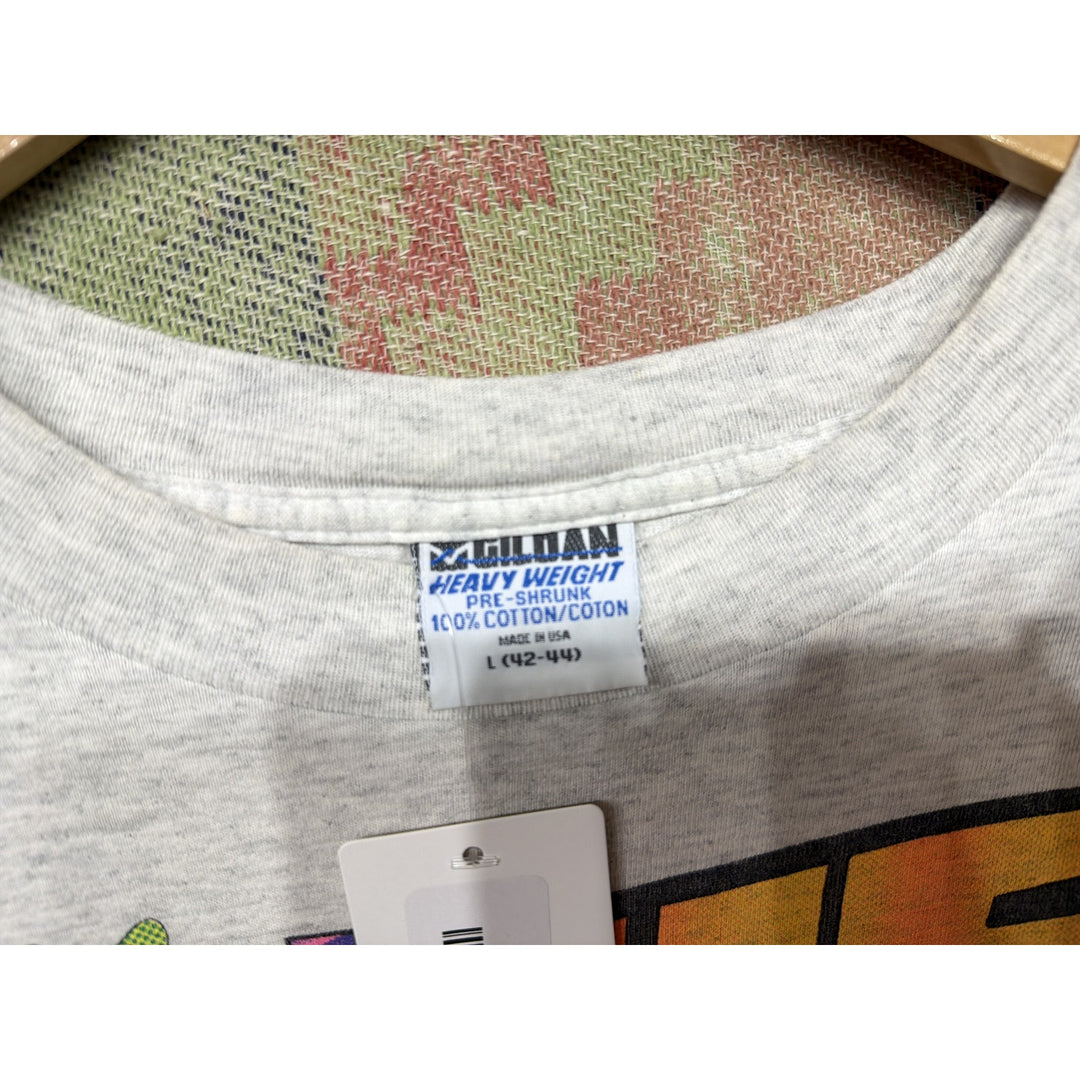 GILDAN
HEAVY WEIGHT
PRE-SHRUNK
100% COTTON/COTON
MADE IN USA
L (42-44)